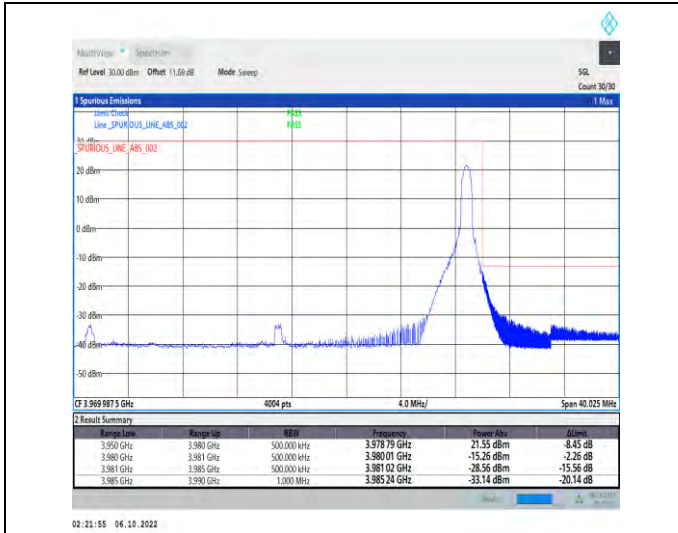 MultiView Spectrum
Ref Level 30.00 dBm Offset 11.69 dB Mode Sweep SGL
Count 30/30
1 Spurious Emissions 1 Max
Limit Check PASS
Line _SPURIOUS_LINE_ABS_002 PASS
30 dBm
_SPURIOUS_LINE_ABS_002
20 dBm
10 dBm
0 dBm
-10 dBm
-20 dBm
-30 dBm
-40 dBm
-50 dBm
CF 3.969 987 5 GHz 4004 pts 4.0 MHz/ Span 40.025 MHz
2 Result Summary
Range Low Range Up RBW Frequency Power Abs ΔLimit
3.950 GHz 3.980 GHz 500.000 kHz 3.978 79 GHz 21.55 dBm -8.45 dB
3.980 GHz 3.981 GHz 500.000 kHz 3.980 01 GHz -15.26 dBm -2.26 dB
3.981 GHz 3.985 GHz 500.000 kHz 3.981 02 GHz -28.56 dBm -15.56 dB
3.985 GHz 3.990 GHz 1.000 MHz 3.985 24 GHz -33.14 dBm -20.14 dB
02:21:55 06.10.2022